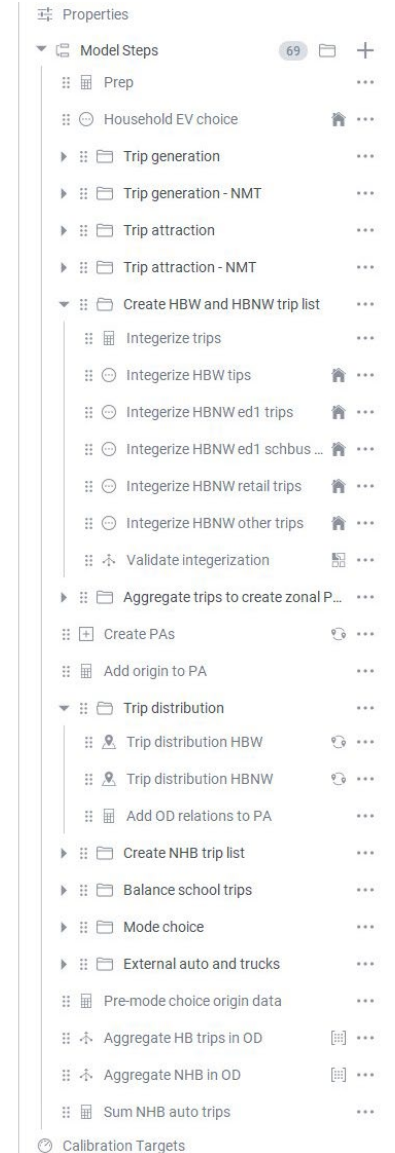 Properties
Model Steps 69
Prep
Household EV choice
Trip generation
Trip generation - NMT
Trip attraction
Trip attraction - NMT
Create HBW and HBNW trip list
Integerize trips
Integerize HBW tips
Integerize HBNW ed1 trips
Integerize HBNW ed1 schbus ...
Integerize HBNW retail trips
Integerize HBNW other trips
Validate integerization
Aggregate trips to create zonal P...
Create PAs
Add origin to PA
Trip distribution
Trip distribution HBW
Trip distribution HBNW
Add OD relations to PA
Create NHB trip list
Balance school trips
Mode choice
External auto and trucks
Pre-mode choice origin data
Aggregate HB trips in OD
Aggregate NHB in OD
Sum NHB auto trips
Calibration Targets